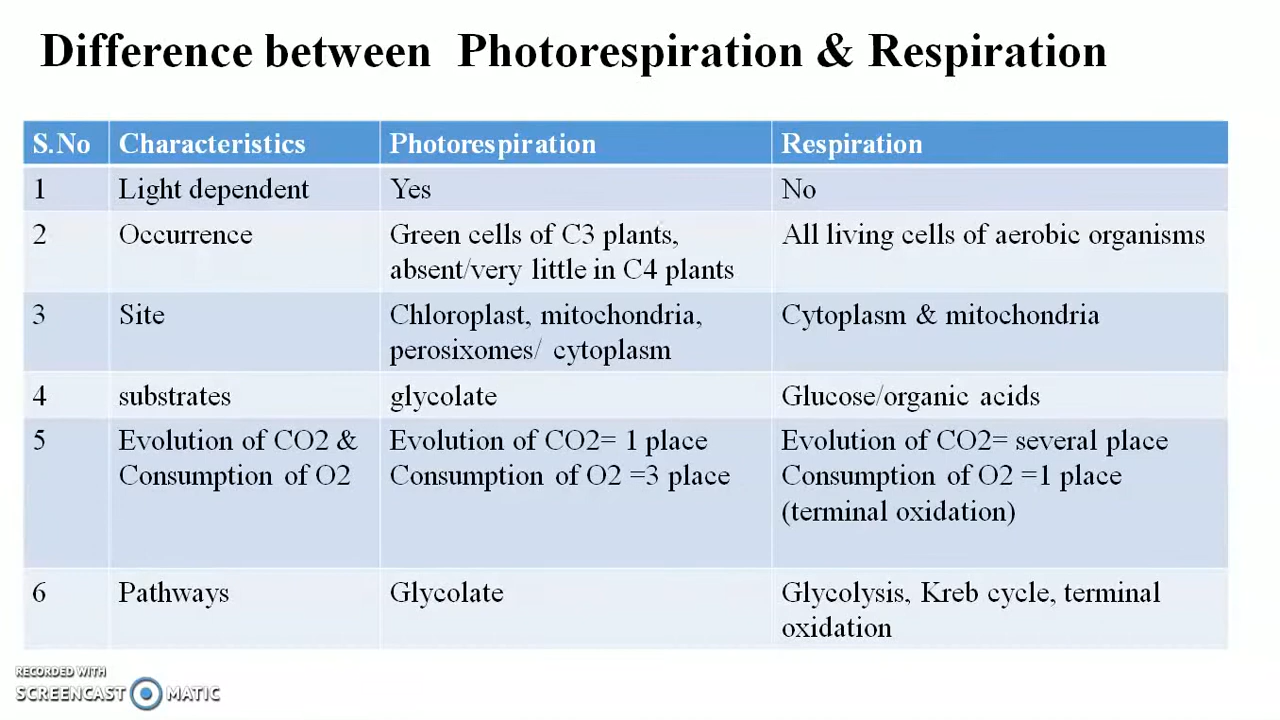 Difference between Photorespiration & Respiration
S.No Characteristics Photorespiration Respiration
1 Light dependent Yes No
2 Occurrence Green cells of C3 plants, All living cells of aerobic organisms
absent/very little in C4 plants
3 Site Chloroplast, mitochondria, Cytoplasm & mitochondria
perosixomes/ cytoplasm
4 substrates glycolate Glucose/organic acids
5 Evolution of CO2 & Evolution of CO2= 1 place Evolution of CO2= several place
Consumption of O2 Consumption of O2 =3 place Consumption of O2 =1 place
(terminal oxidation)
6 Pathways Glycolate Glycolysis, Kreb cycle, terminal
oxidation
RECORDED WITH
SCREENCAST MATIC